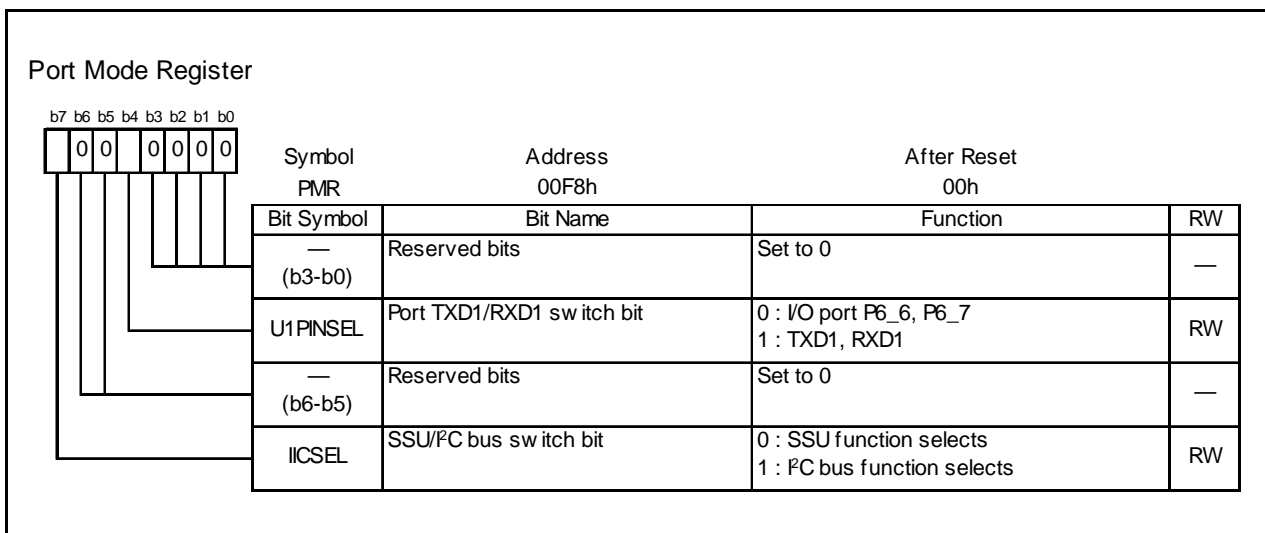 Port Mode Register
b7 b6 b5 b4 b3 b2 b1 b0
0 0 0 0 0 0
Symbol Address After Reset
PMR 00F8h 00h
Bit Symbol Bit Name Function RW
— Reserved bits Set to 0 —
(b3-b0)
U1PINSEL Port TXD1/RXD1 switch bit 0 : I/O port P6_6, P6_7 RW
1 : TXD1, RXD1
— Reserved bits Set to 0 —
(b6-b5)
IICSEL SSU/I²C bus switch bit 0 : SSU function selects RW
1 : I²C bus function selects